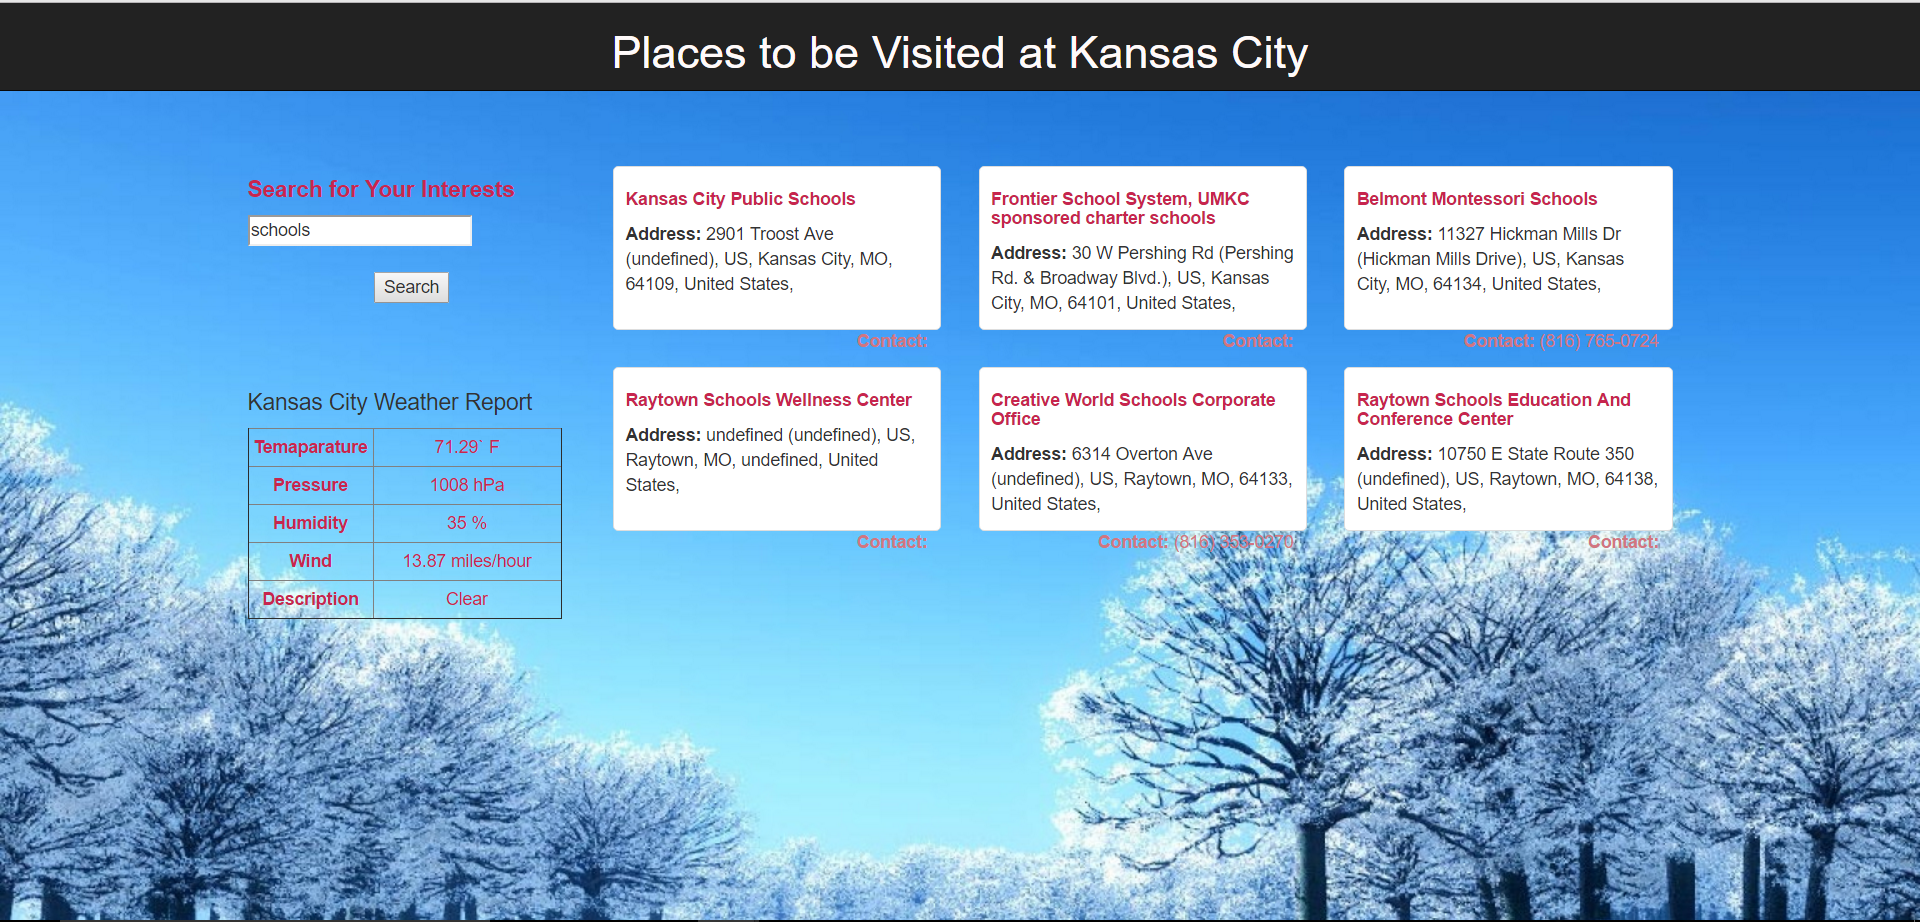 Places to be Visited at Kansas City
Search for Your Interests
schools
Search
Kansas City Weather Report
Temaparature 71.29` F
Pressure 1008 hPa
Humidity 35 %
Wind 13.87 miles/hour
Description Clear
Kansas City Public Schools
Address: 2901 Troost Ave
(undefined), US, Kansas City, MO,
64109, United States,
Contact:
Frontier School System, UMKC
sponsored charter schools
Address: 30 W Pershing Rd (Pershing
Rd. & Broadway Blvd.), US, Kansas
City, MO, 64101, United States,
Contact:
Belmont Montessori Schools
Address: 11327 Hickman Mills Dr
(Hickman Mills Drive), US, Kansas
City, MO, 64134, United States,
Contact: (816) 765-0724
Raytown Schools Wellness Center
Address: undefined (undefined), US,
Raytown, MO, undefined, United
States,
Contact:
Creative World Schools Corporate
Office
Address: 6314 Overton Ave
(undefined), US, Raytown, MO, 64133,
United States,
Contact: (816) 353-0270
Raytown Schools Education And
Conference Center
Address: 10750 E State Route 350
(undefined), US, Raytown, MO, 64138,
United States,
Contact: